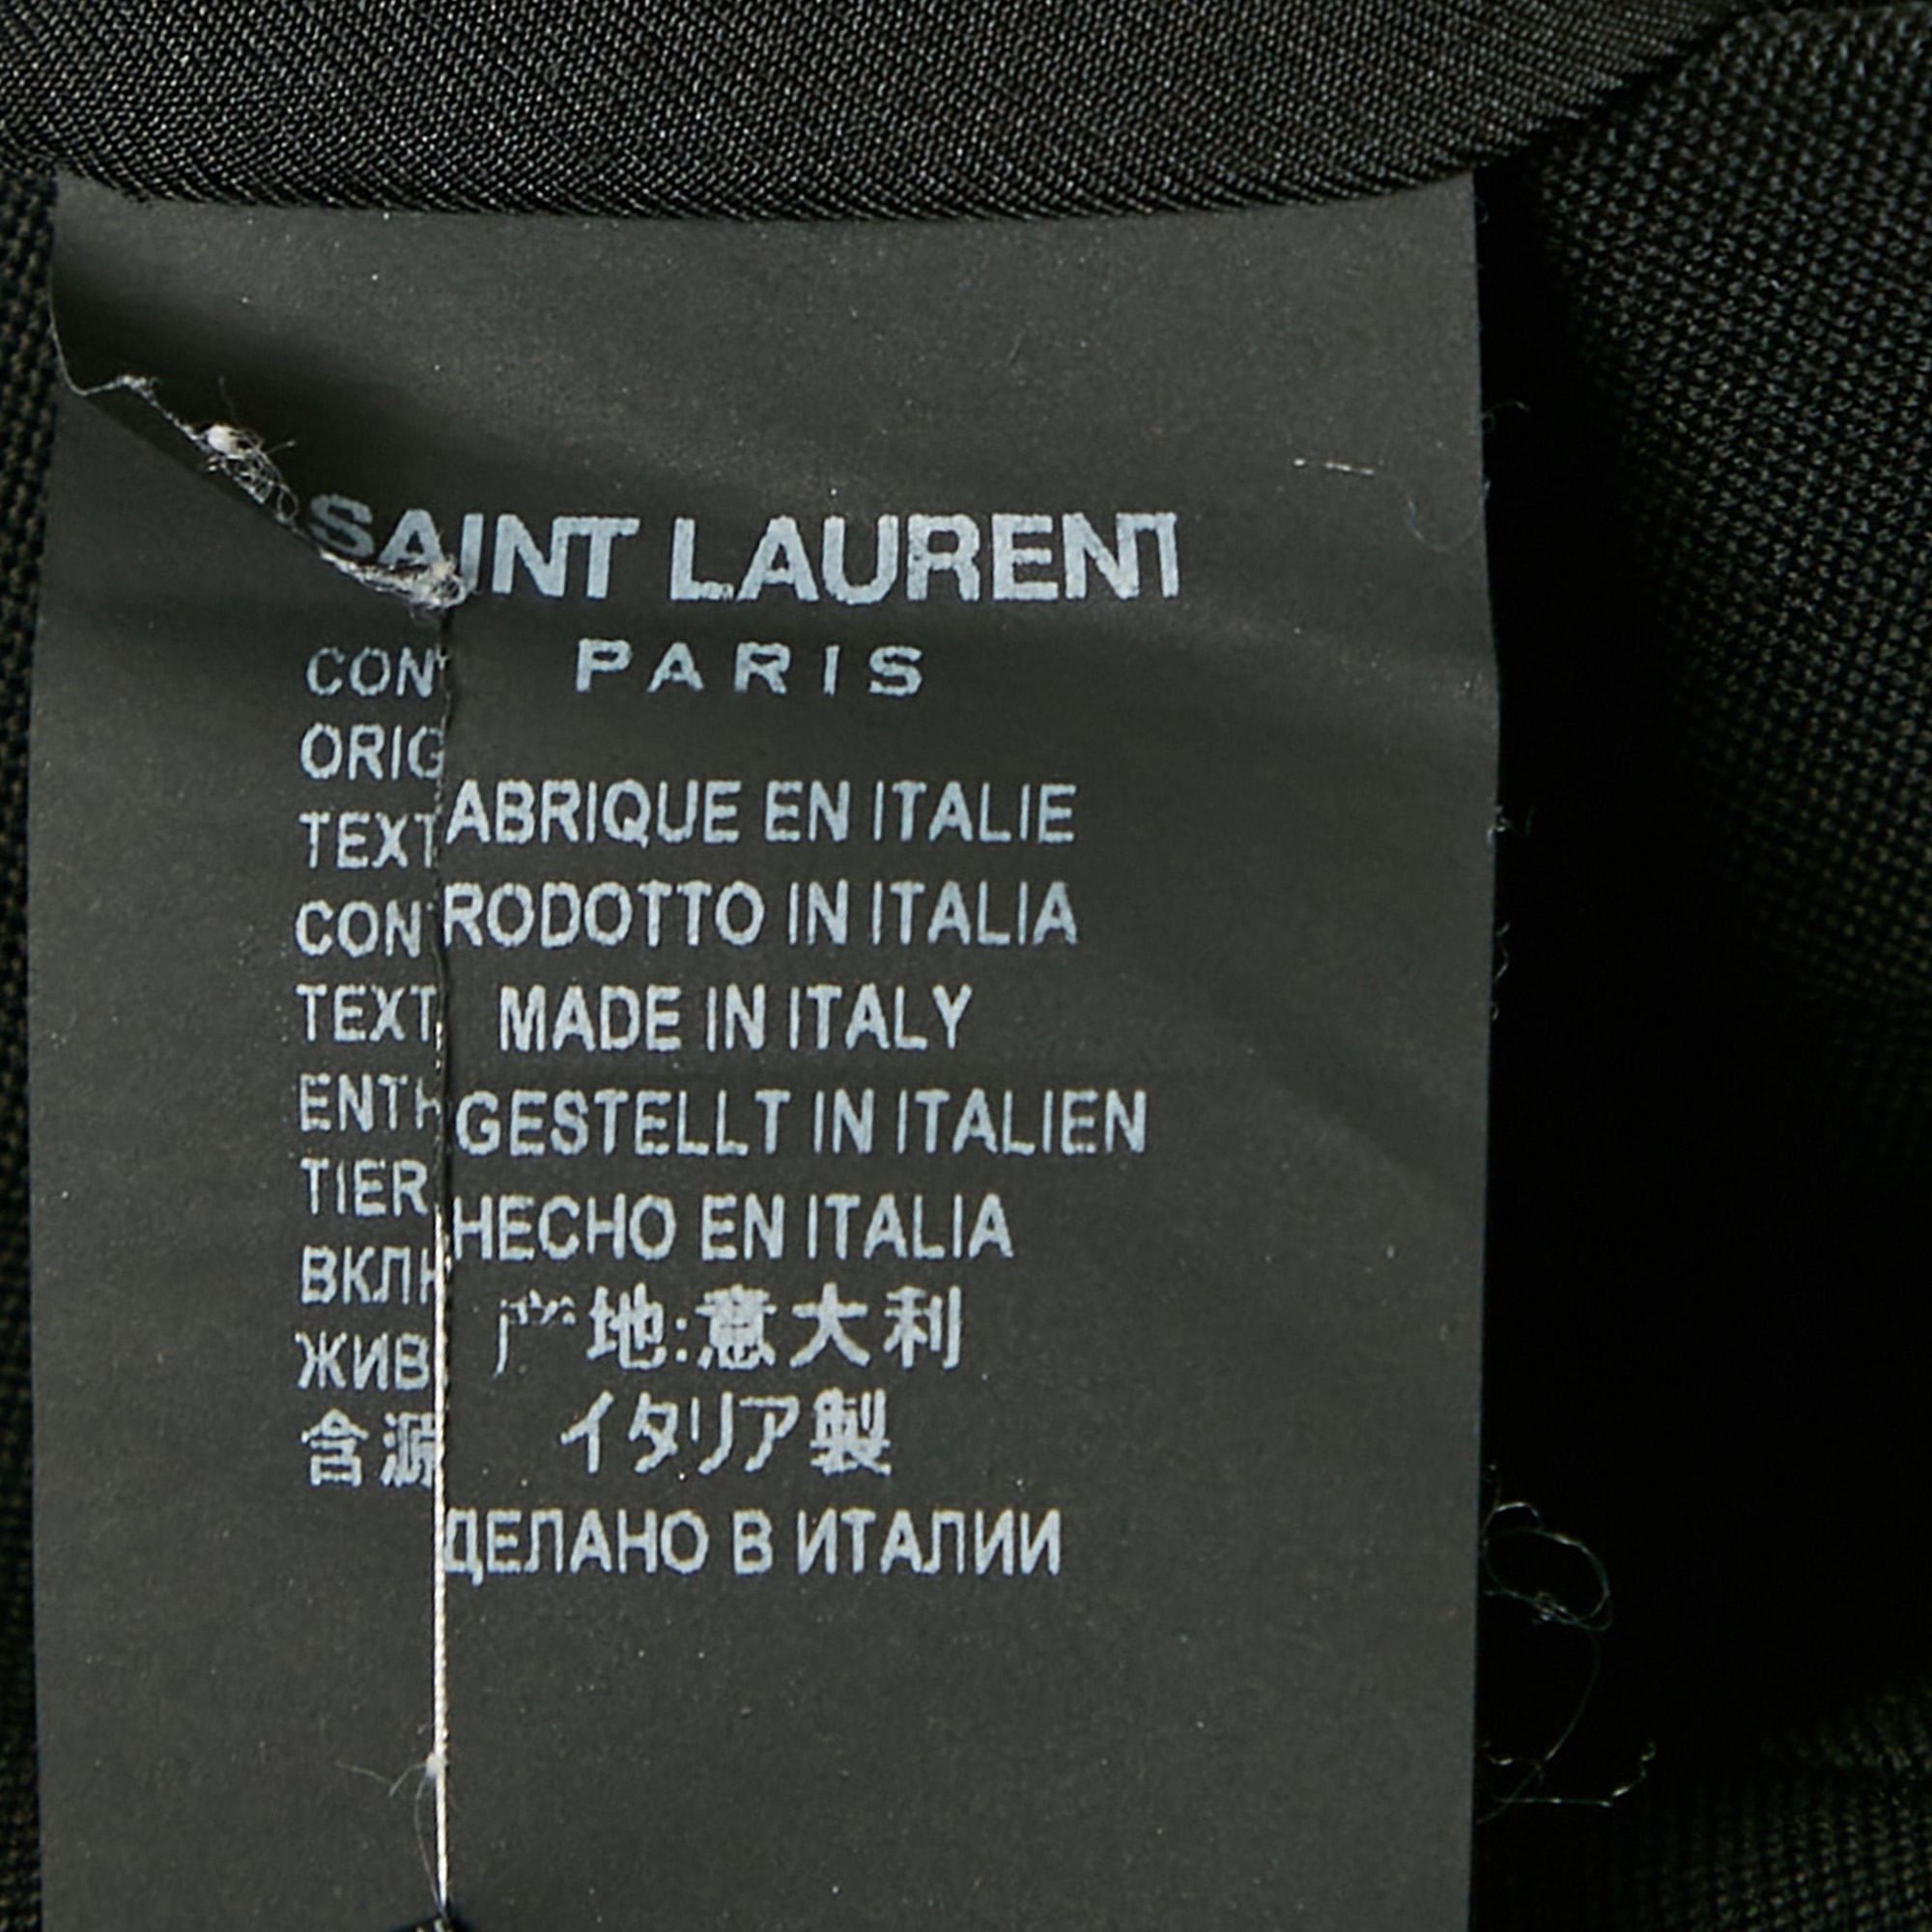 SAINT LAURENT
PARIS
ABRIQUE EN ITALIE
RODOTTO IN ITALIA
MADE IN ITALY
GESTELLT IN ITALIEN
HECHO EN ITALIA
产地:意大利
イタリア製
ДЕЛАНО В ИТАЛИИ
CON
ORIG
TEXT
CON
TEXT
ENTH
TIER
ВКЛЮ
ЖИВ
含源